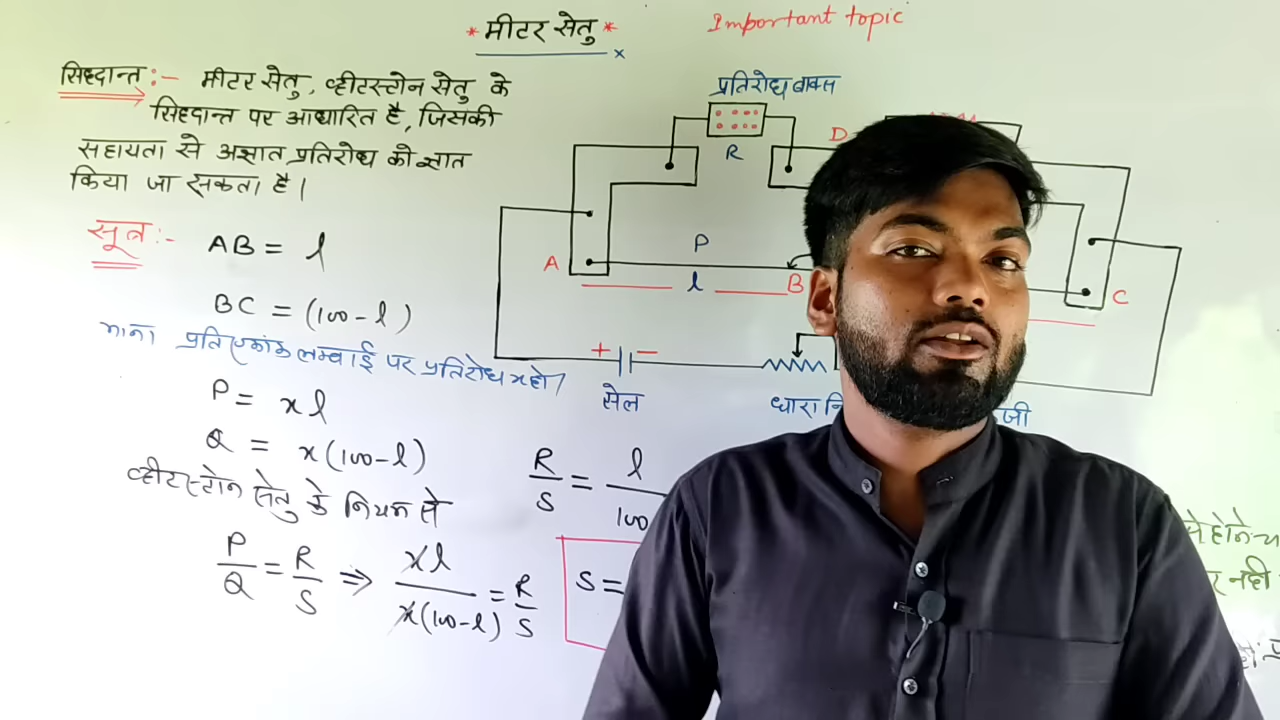 * मीटर सेतु *
Important topic
सिध्दान्त :- मीटर सेतु, व्हीटस्टोन सेतु के
सिध्दान्त पर आधारित है, जिसकी
सहायता से अज्ञात प्रतिरोध को ज्ञात
किया जा सकता है।
सूत्र :-
AB = l
BC = (100-l)
माना प्रति एकांक लम्बाई पर प्रतिरोध x हो।
P = xl
Q = x(100-l)
व्हीटस्टोन सेतु के नियम से
P/Q = R/S ⇒ xl/x(100-l) = R/S
प्रतिरोध बाक्स
R
D
P
A
l
B
C
+ -
सेल
धारा
जी
R/S = l/100
S =
से होने
नही